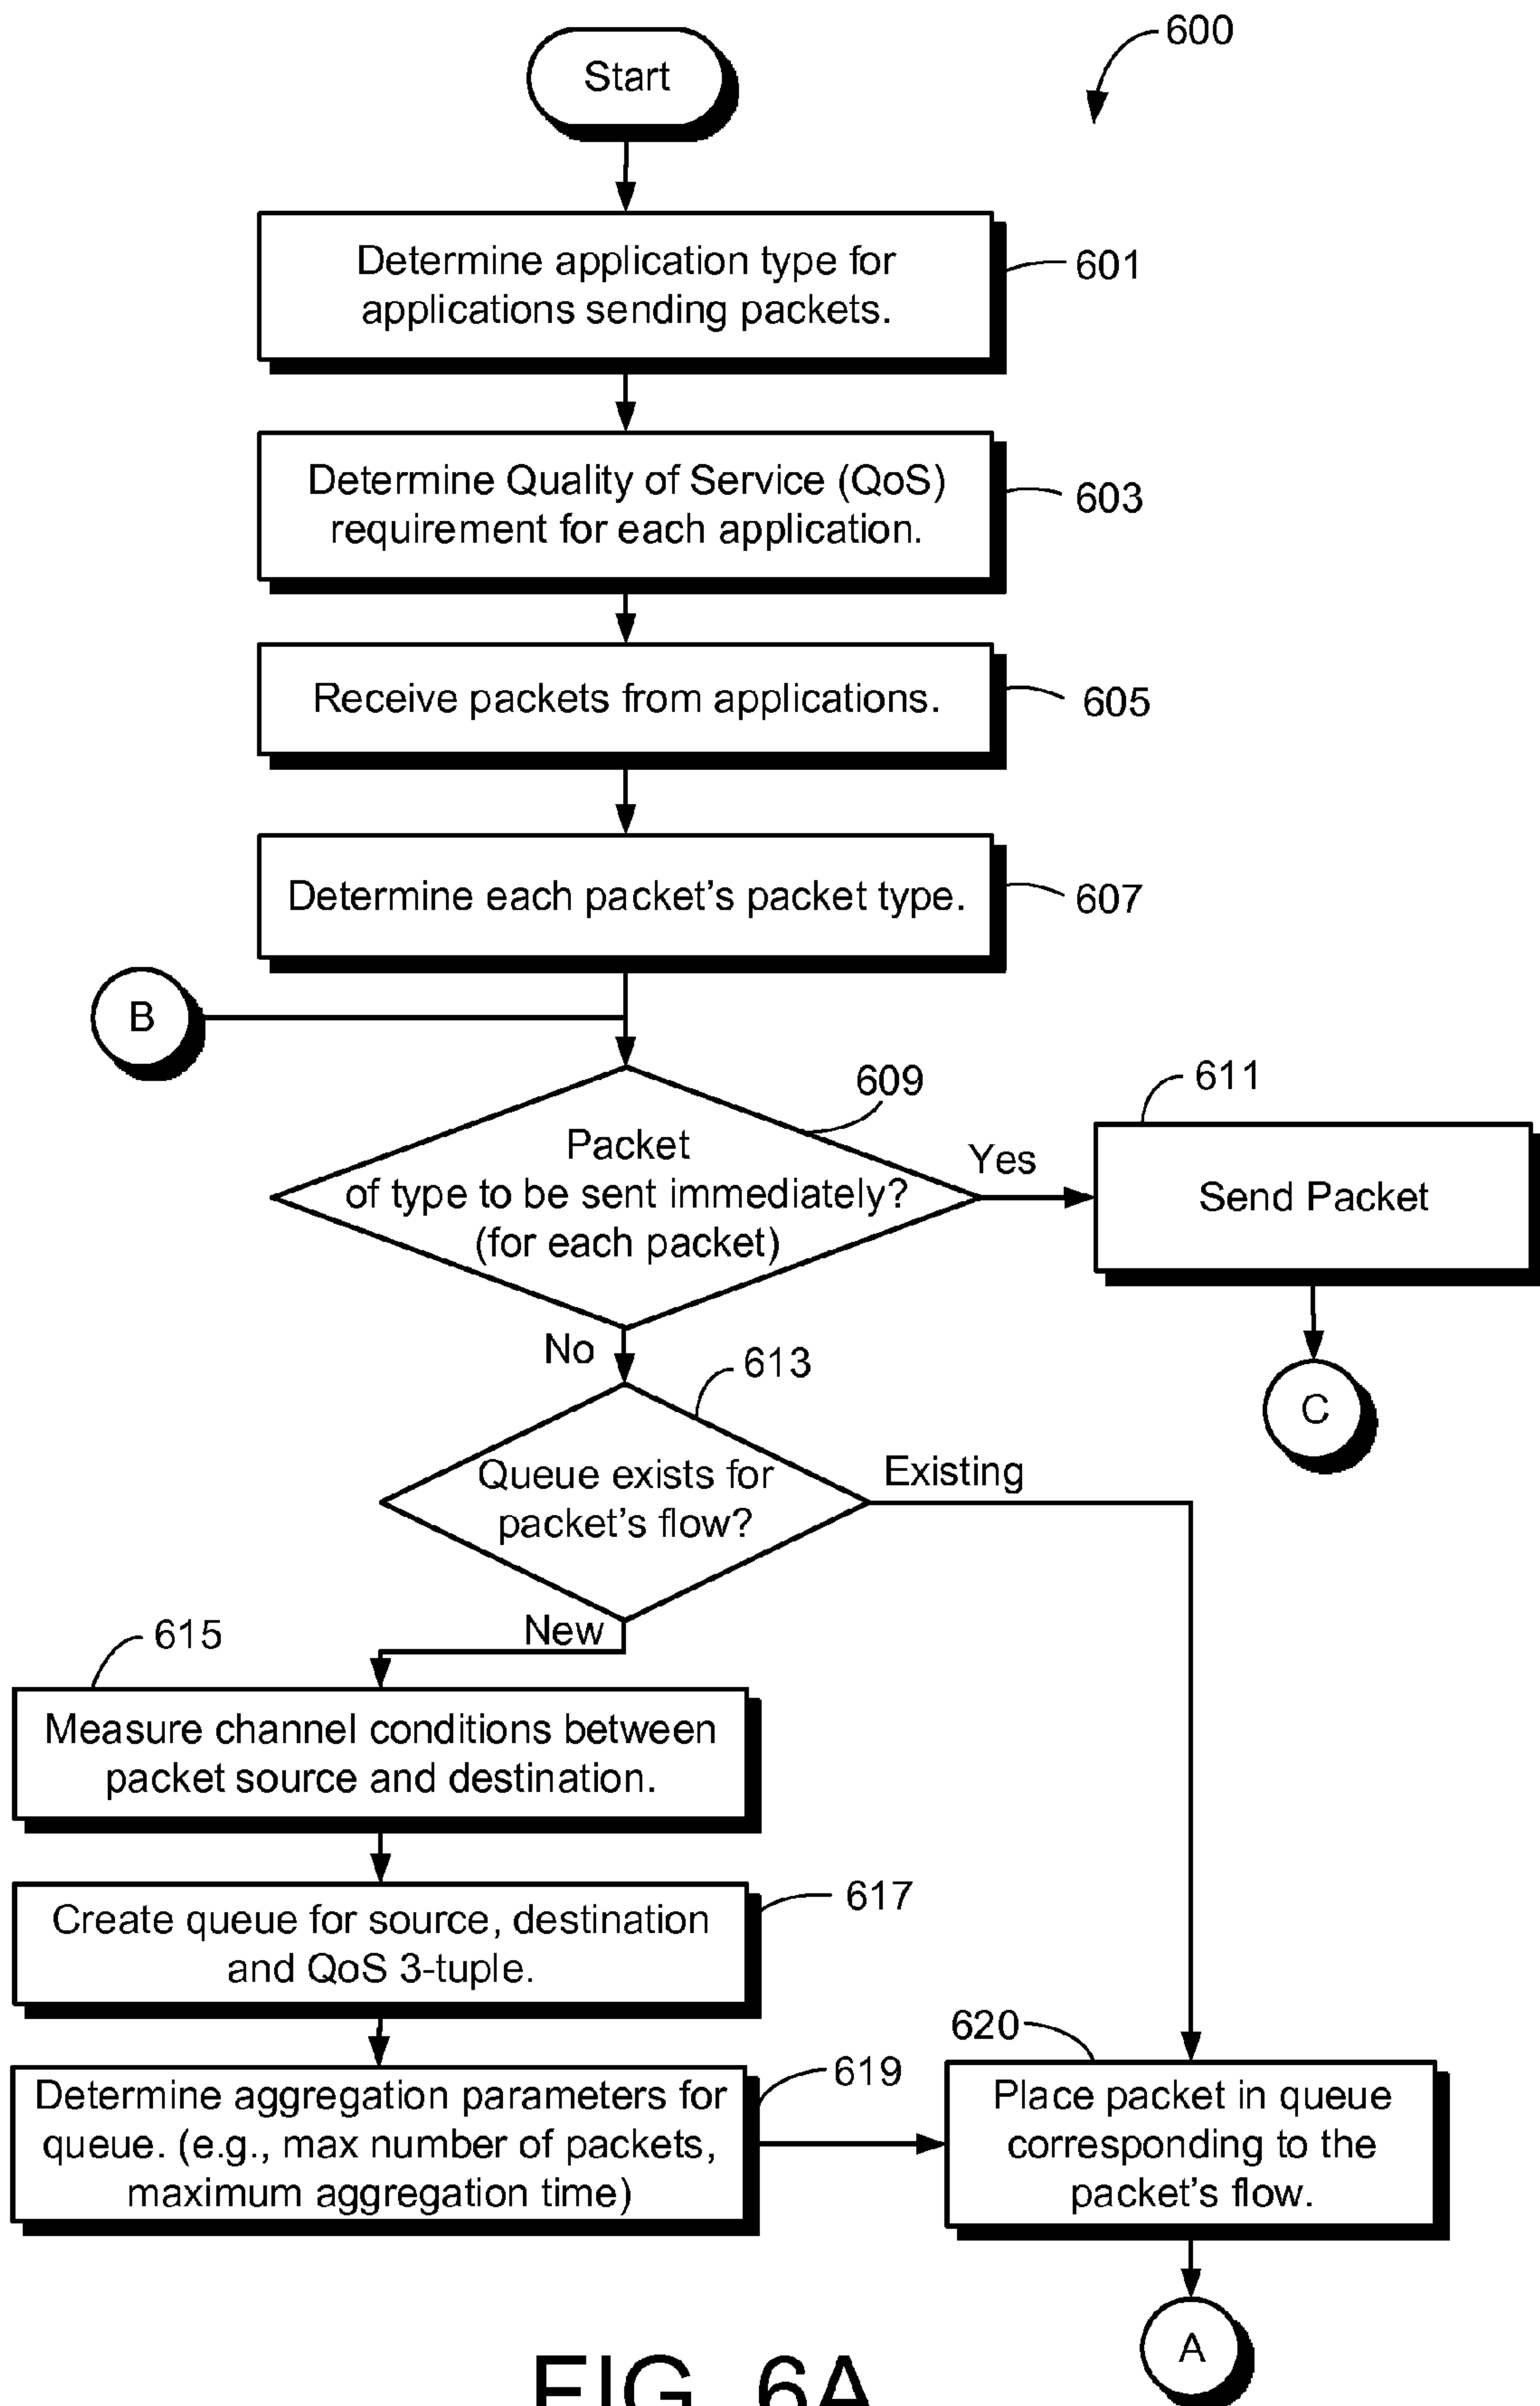 600
Start
Determine application type for
applications sending packets.
601
Determine Quality of Service (QoS)
requirement for each application.
603
Receive packets from applications.
605
Determine each packet's packet type.
607
B
609
Packet
of type to be sent immediately?
(for each packet)
Yes
611
Send Packet
C
No
613
Queue exists for
packet's flow?
Existing
New
615
Measure channel conditions between
packet source and destination.
617
Create queue for source, destination
and QoS 3-tuple.
619
Determine aggregation parameters for
queue. (e.g., max number of packets,
maximum aggregation time)
620
Place packet in queue
corresponding to the
packet's flow.
A
FIG. 6A